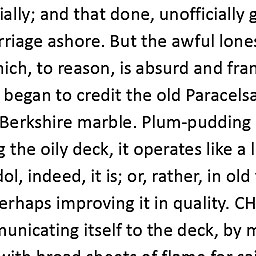 ially; and that done, unofficially g
rriage ashore. But the awful lones
hich, to reason, is absurd and fran
began to credit the old Paracelsa
Berkshire marble. Plum-pudding
g the oily deck, it operates like a l
dol, indeed, it is; or, rather, in old
erhaps improving it in quality. CH
municating itself to the deck, by m
with broad sheets of flame for sai